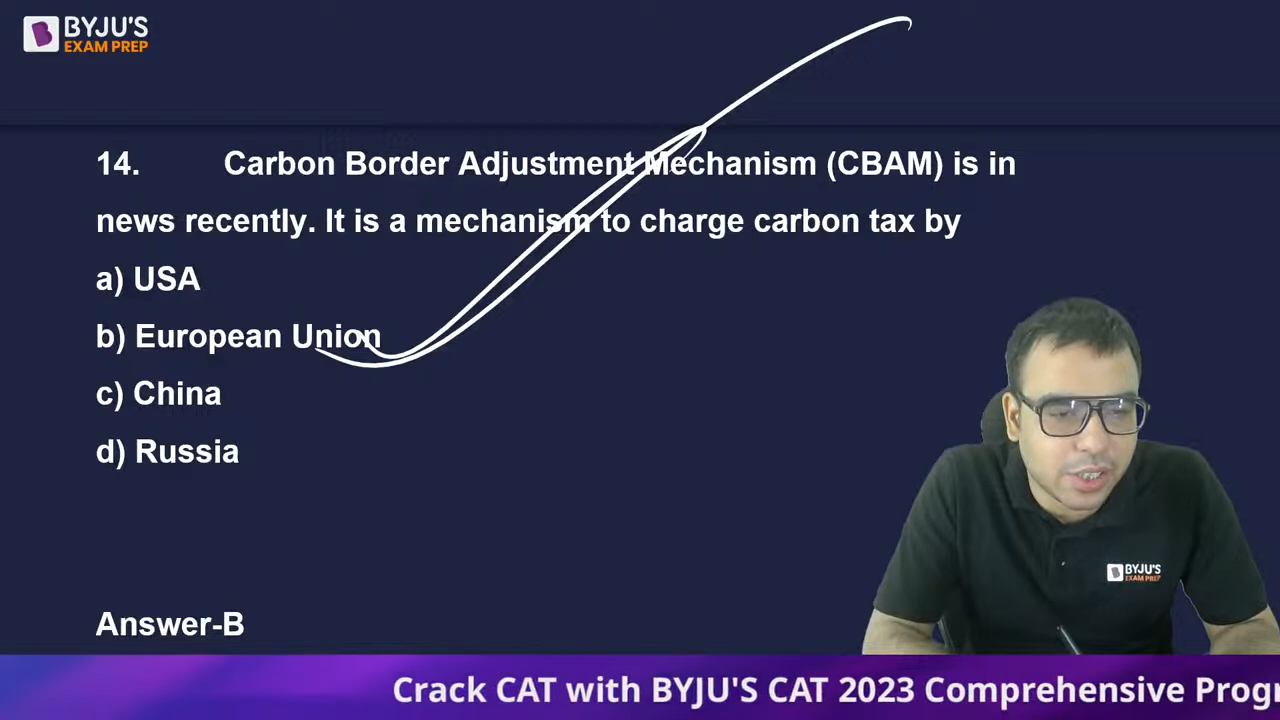 BYJU'S
EXAM PREP
14. Carbon Border Adjustment Mechanism (CBAM) is in
news recently. It is a mechanism to charge carbon tax by
a) USA
b) European Union
c) China
d) Russia
BYJU'S
EXAM PREP
Answer-B
Crack CAT with BYJU'S CAT 2023 Comprehensive Progr